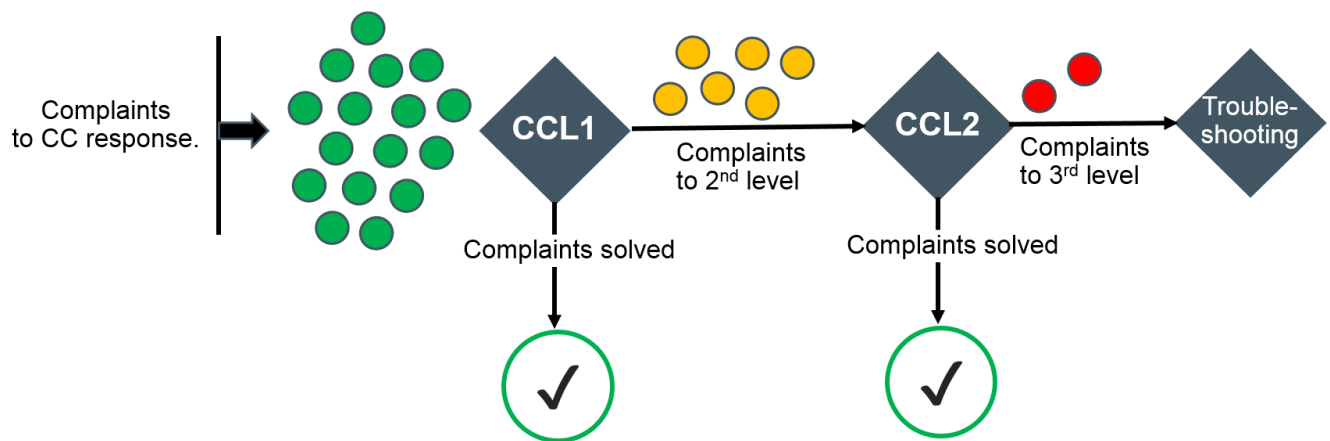 Complaints
to CC response.
CCL1
Complaints
to 2nd level
CCL2
Complaints
to 3rd level
Trouble-
shooting
Complaints solved
Complaints solved